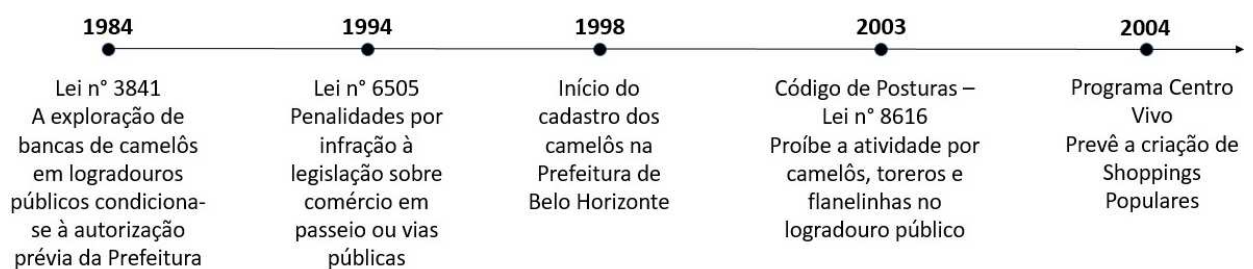 1984
1994
1998
2003
2004
Lei n° 3841
A exploração de
bancas de camelôs
em logradouros
públicos condiciona-
se à autorização
prévia da Prefeitura
Lei n° 6505
Penalidades por
infração à
legislação sobre
comércio em
passeio ou vias
públicas
Início do
cadastro dos
camelôs na
Prefeitura de
Belo Horizonte
Código de Posturas –
Lei n° 8616
Proíbe a atividade por
camelôs, toreros e
flanelinhas no
logradouro público
Programa Centro
Vivo
Prevê a criação de
Shoppings
Populares